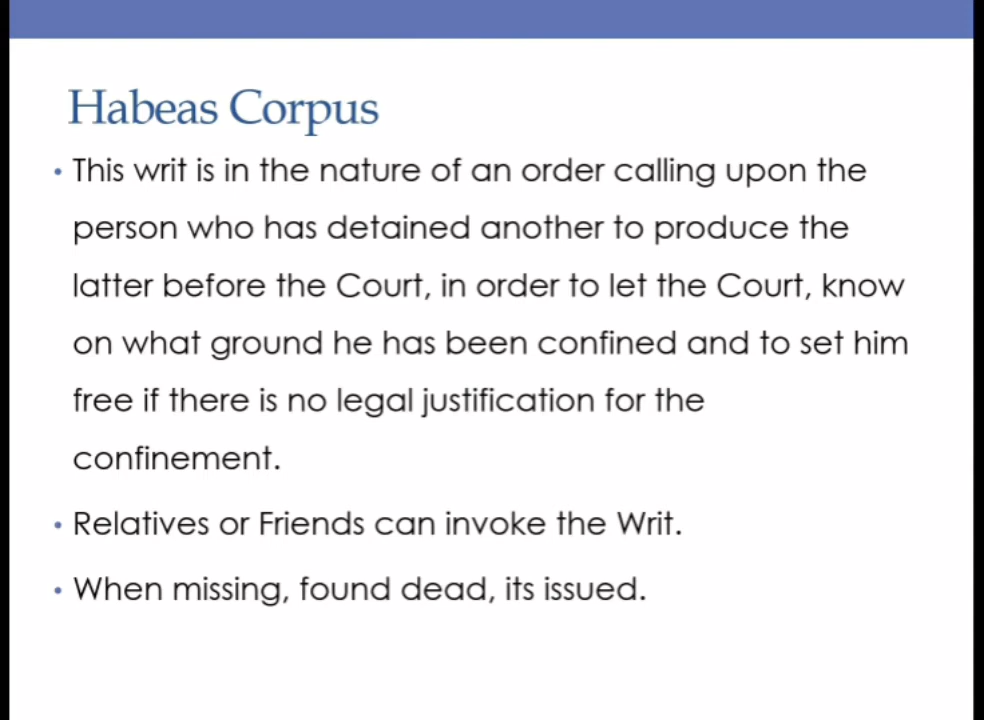 Habeas Corpus
• This writ is in the nature of an order calling upon the
person who has detained another to produce the
latter before the Court, in order to let the Court, know
on what ground he has been confined and to set him
free if there is no legal justification for the
confinement.
• Relatives or Friends can invoke the Writ.
• When missing, found dead, its issued.